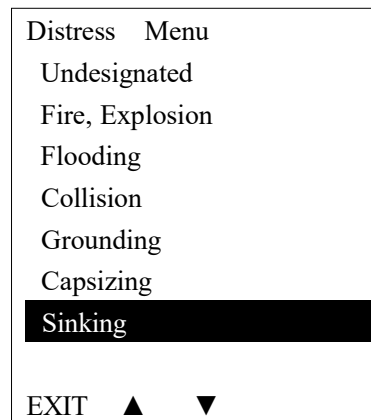 Distress Menu
Undesignated
Fire, Explosion
Flooding
Collision
Grounding
Capsizing
Sinking
EXIT ▲ ▼